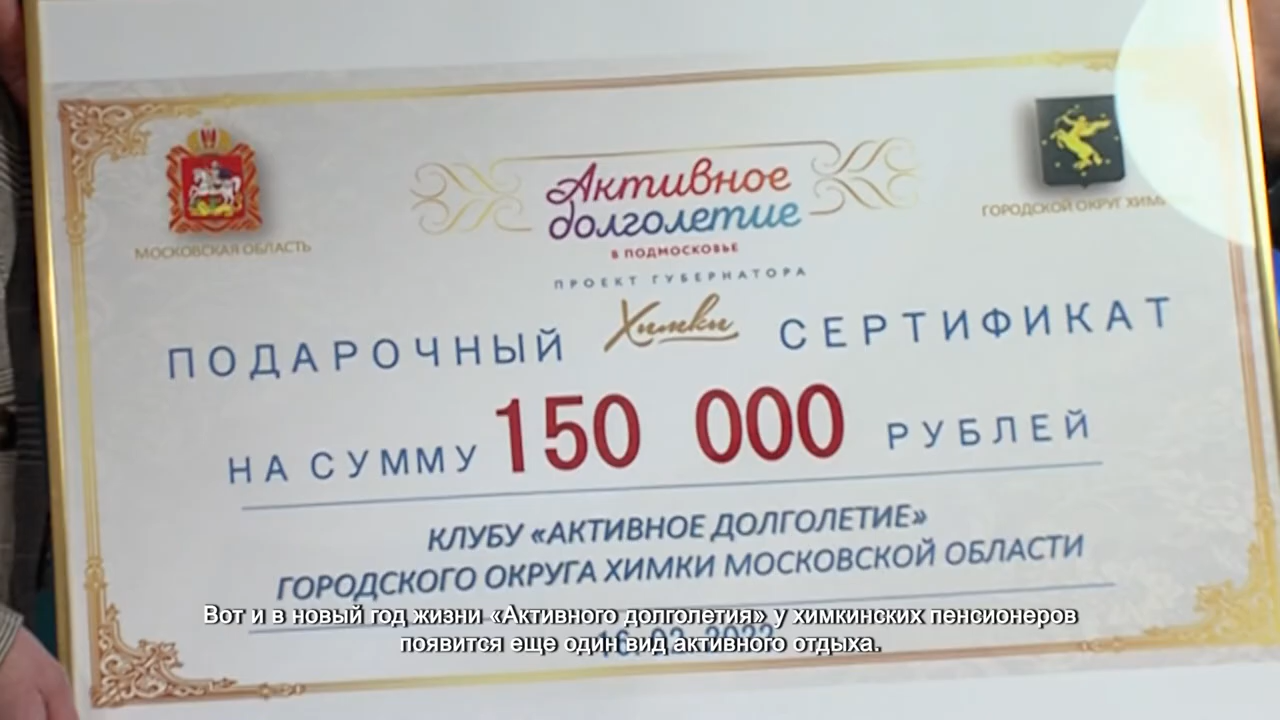 МОСКОВСКАЯ ОБЛАСТЬ
Активное
долголетие
В ПОДМОСКОВЬЕ
ПРОЕКТ ГУБЕРНАТОРА
ГОРОДСКОЙ ОКРУГ
Химки
ПОДАРОЧНЫЙ СЕРТИФИКАТ
НА СУММУ 150 000 РУБЛЕЙ
КЛУБУ «АКТИВНОЕ ДОЛГОЛЕТИЕ»
ГОРОДСКОГО ОКРУГА ХИМКИ МОСКОВСКОЙ ОБЛАСТИ
Вот и в новый год жизни «Активного долголетия» у химкинских пенсионеров
появится еще один вид активного отдыха.